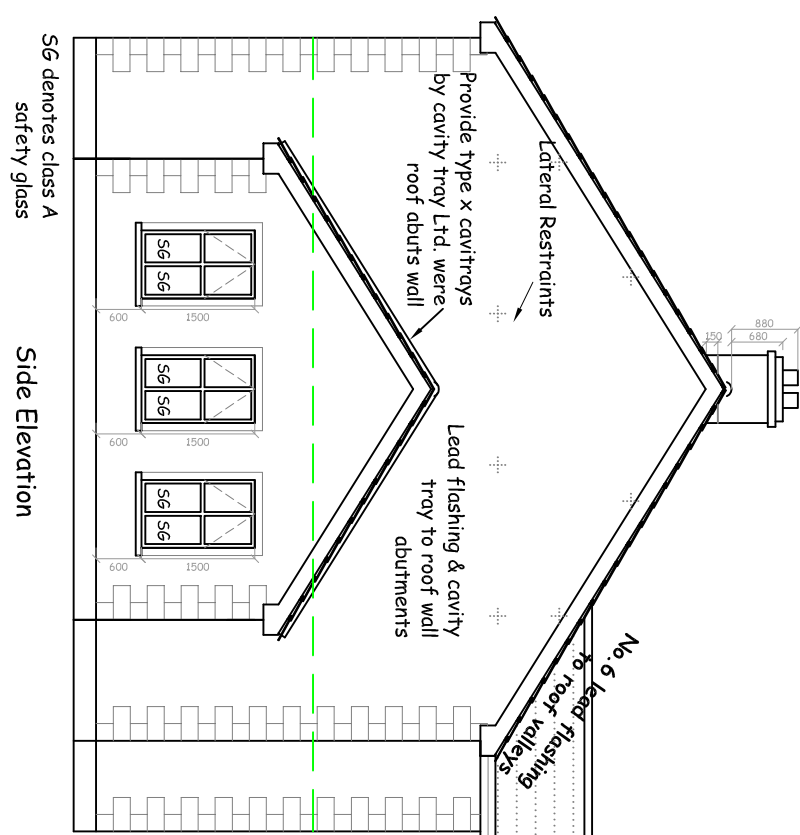 880
680
150
No.6 lead flashing
to roof valleys
Lateral Restraints
Provide type x cavitrays
by cavity tray Ltd. were
roof abuts wall
Lead flashing & cavity
tray to roof wall
abutments
SG
SG
SG
SG
SG
SG
600
1500
600
1500
600
1500
SG denotes class A
safety glass
Side Elevation